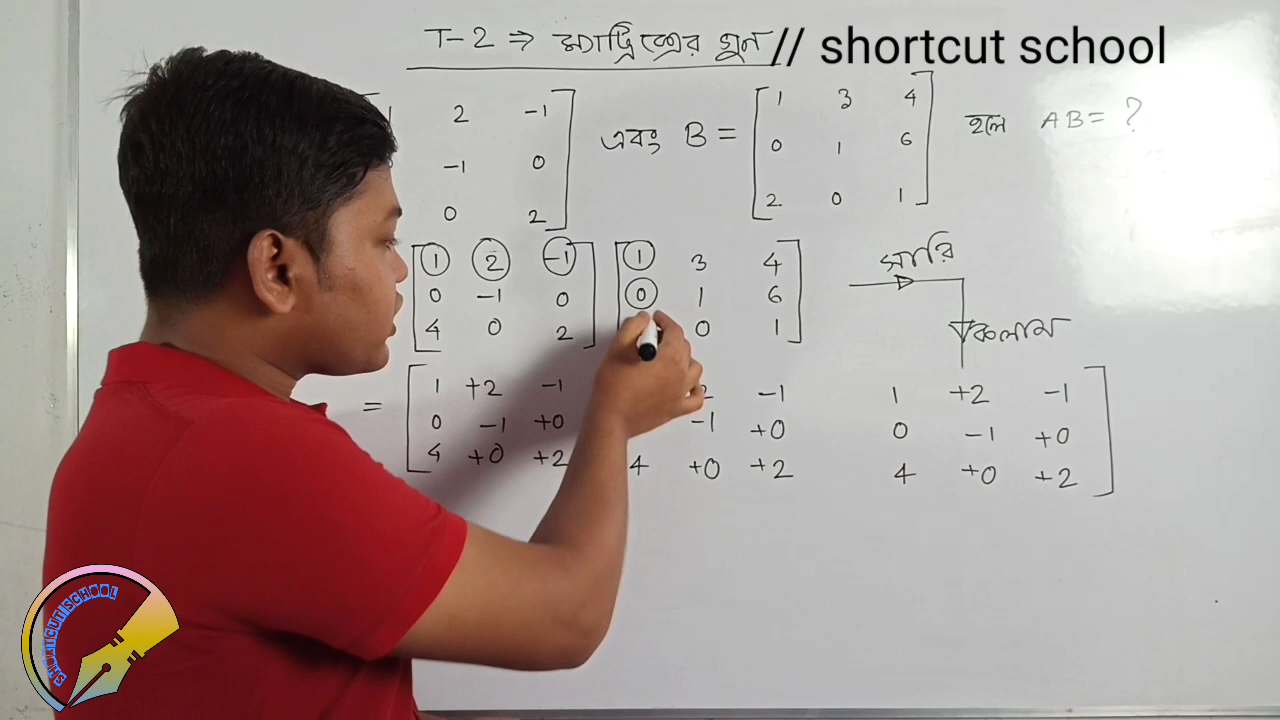 T-2 ⇒ ম্যাট্রিক্সের গুন // shortcut school
1 2 -1 এবং B = 1 3 4 হলে AB = ?
-1 0 0 1 6
0 2 2 0 1
1 2 -1 1 3 4 সারি
0 -1 0 0 1 6
4 0 2 0 1 কলাম
= 1 +2 -1 2 -1 1 +2 -1
0 -1 +0 -1 +0 0 -1 +0
4 +0 +2 4 +0 +2 4 +0 +2
SHORTCUT SCHOOL